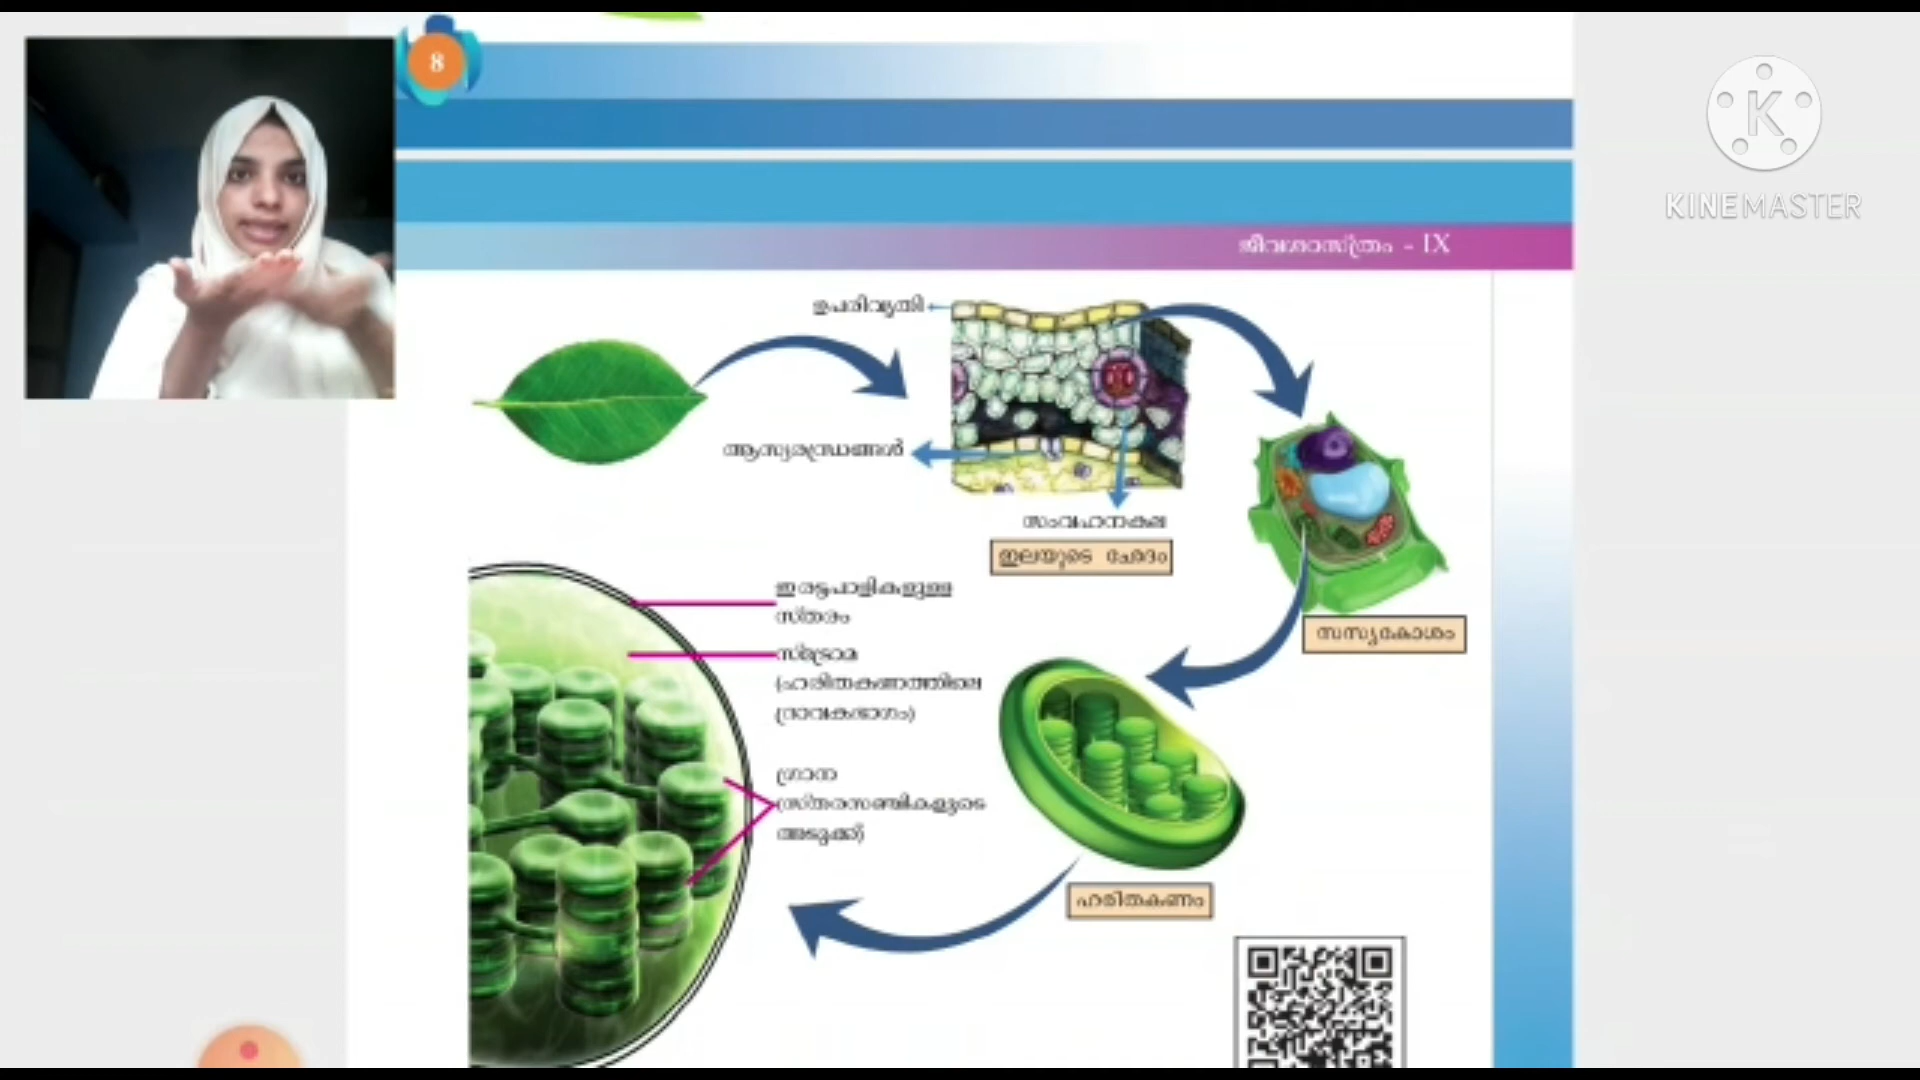 8
KINEMASTER
ജീവശാസ്ത്രം - IX
ഉപരിവൃതി
ആസ്യരന്ധ്രങ്ങൾ
സംവഹനകല
ഇലയുടെ ഛേദം
സസ്യകോശം
ഇരട്ടപാളികളുള്ള
സ്തരം
സ്ട്രോമ
(ഹരിതകണത്തിലെ
ദ്രാവകഭാഗം)
ഗ്രാന
(സ്തരസഞ്ചികളുടെ
അടുക്ക്)
ഹരിതകണം